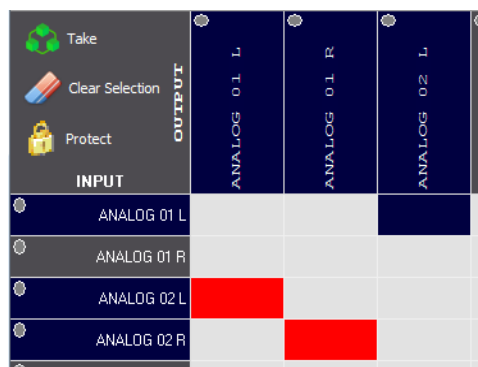 Take
Clear Selection
Protect
OUTPUT
INPUT
ANALOG 01 L
ANALOG 01 R
ANALOG 02 L
ANALOG 01 L
ANALOG 01 R
ANALOG 02 L
ANALOG 02 R